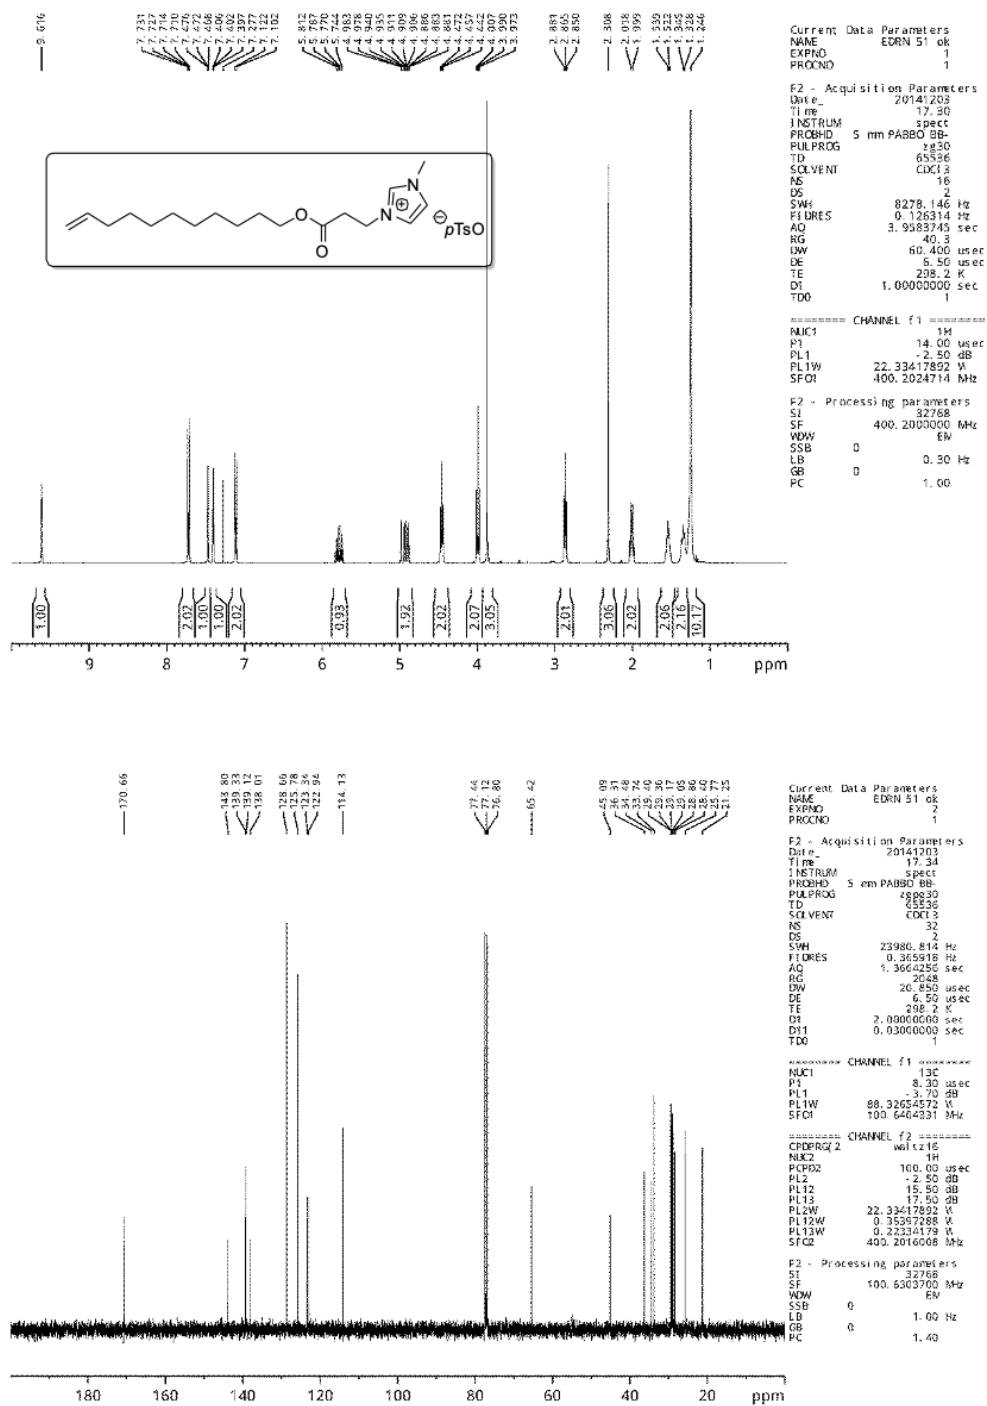 9.616
7.731
7.727
7.714
7.710
7.476
7.472
7.468
7.406
7.402
7.397
7.277
7.122
7.102
5.812
5.787
5.770
5.744
4.983
4.978
4.940
4.935
4.911
4.909
4.906
4.886
4.883
4.881
4.472
4.457
4.442
4.007
3.990
3.973
2.881
2.865
2.850
2.308
2.018
1.999
1.539
1.522
1.345
1.328
1.246
Current Data Parameters
NAME EDRN 51 ok
EXPNO 1
PROCNO 1
F2 - Acquisition Parameters
Date_ 20141203
Time 17.30
INSTRUM spect
PROBHD 5 mm PABBO BB-
PULPROG zg30
TD 65536
SOLVENT CDCl3
NS 16
DS 2
SWH 8278.146 Hz
FIDRES 0.126314 Hz
AQ 3.9583745 sec
RG 40.3
DW 60.400 usec
DE 6.50 usec
TE 298.2 K
D1 1.00000000 sec
TD0 1
======== CHANNEL f1 ========
NUC1 1H
P1 14.00 usec
PL1 -2.50 dB
PL1W 22.33417892 W
SFO1 400.2024714 MHz
F2 - Processing parameters
SI 32768
SF 400.2000000 MHz
WDW EM
SSB 0
LB 0.30 Hz
GB 0
PC 1.00
N
N
⊕
O
O
⊖
pTsO
1.00
2.02
1.00
1.00
2.02
0.93
1.92
2.02
2.07
3.05
2.01
3.06
2.02
2.06
2.16
10.17
9 8 7 6 5 4 3 2 1 ppm
170.66
143.80
139.33
139.12
138.01
128.66
125.78
123.34
122.94
114.13
77.44
77.12
76.80
65.42
45.09
36.31
34.48
33.74
29.40
29.36
29.17
29.05
28.86
28.40
25.77
21.25
Current Data Parameters
NAME EDRN 51 ok
EXPNO 2
PROCNO 1
F2 - Acquisition Parameters
Date_ 20141203
Time 17.34
INSTRUM spect
PROBHD 5 mm PABBO BB-
PULPROG zgpg30
TD 65536
SOLVENT CDCl3
NS 32
DS 2
SWH 23980.814 Hz
FIDRES 0.365918 Hz
AQ 1.3664256 sec
RG 2048
DW 20.850 usec
DE 6.50 usec
TE 298.2 K
D1 2.00000000 sec
D11 0.03000000 sec
TD0 1
======== CHANNEL f1 ========
NUC1 13C
P1 8.30 usec
PL1 -3.70 dB
PL1W 88.32654572 W
SFO1 100.6404331 MHz
======== CHANNEL f2 ========
CPDPRG[2 waltz16
NUC2 1H
PCPD2 100.00 usec
PL2 -2.50 dB
PL12 15.50 dB
PL13 17.50 dB
PL2W 22.33417892 W
PL12W 0.35397288 W
PL13W 0.22334179 W
SFO2 400.2016008 MHz
F2 - Processing parameters
SI 32768
SF 100.6303700 MHz
WDW EM
SSB 0
LB 1.00 Hz
GB 0
PC 1.40
180 160 140 120 100 80 60 40 20 ppm